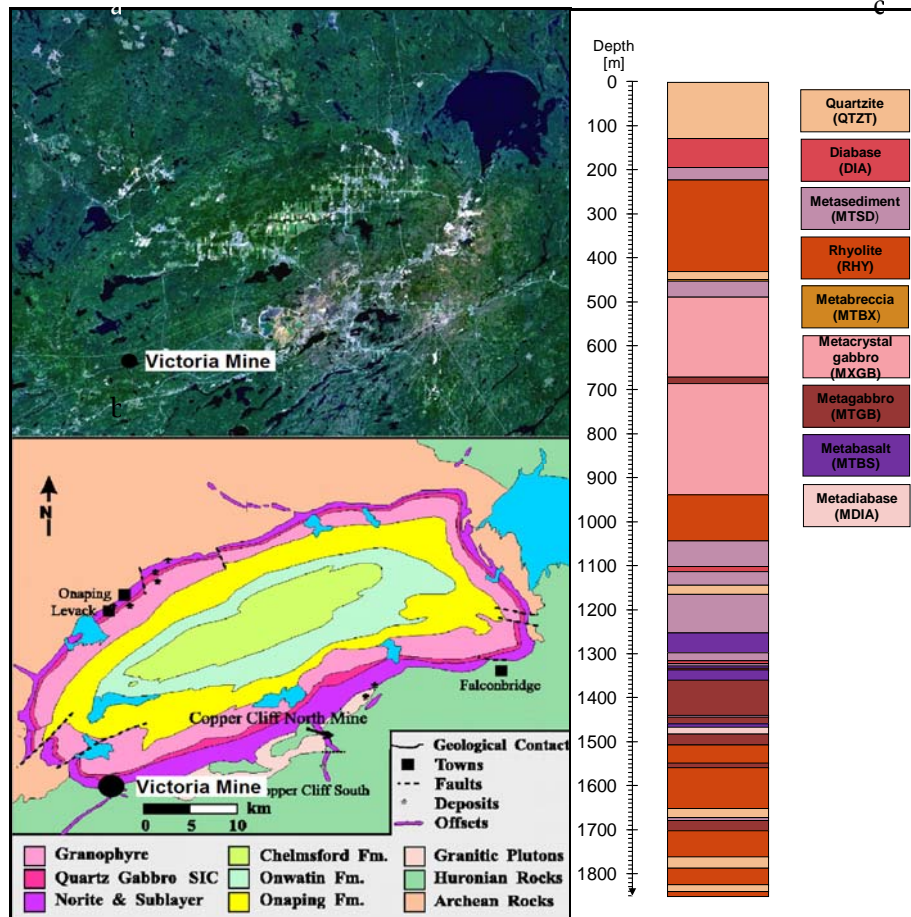 a
c
Victoria Mine
b
N
Onaping
Levack
Falconbridge
Copper Cliff North Mine
Victoria Mine
opper Cliff South
km
0 5 10
Geological Contact
Towns
Faults
Deposits
Offsets
Granophyre
Quartz Gabbro SIC
Norite & Sublayer
Chelmsford Fm.
Onwatin Fm.
Onaping Fm.
Granitic Plutons
Huronian Rocks
Archean Rocks
Depth
[m]
0
100
200
300
400
500
600
700
800
900
1000
1100
1200
1300
1400
1500
1600
1700
1800
Quartzite
(QTZT)
Diabase
(DIA)
Metasediment
(MTSD)
Rhyolite
(RHY)
Metabreccia
(MTBX)
Metacrystal
gabbro
(MXGB)
Metagabbro
(MTGB)
Metabasalt
(MTBS)
Metadiabase
(MDIA)